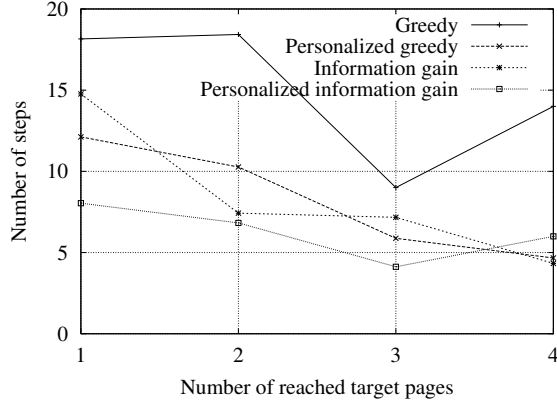 20
15
10
5
0
Number of steps
Greedy
Personalized greedy
Information gain
Personalized information gain
1 2 3 4
Number of reached target pages